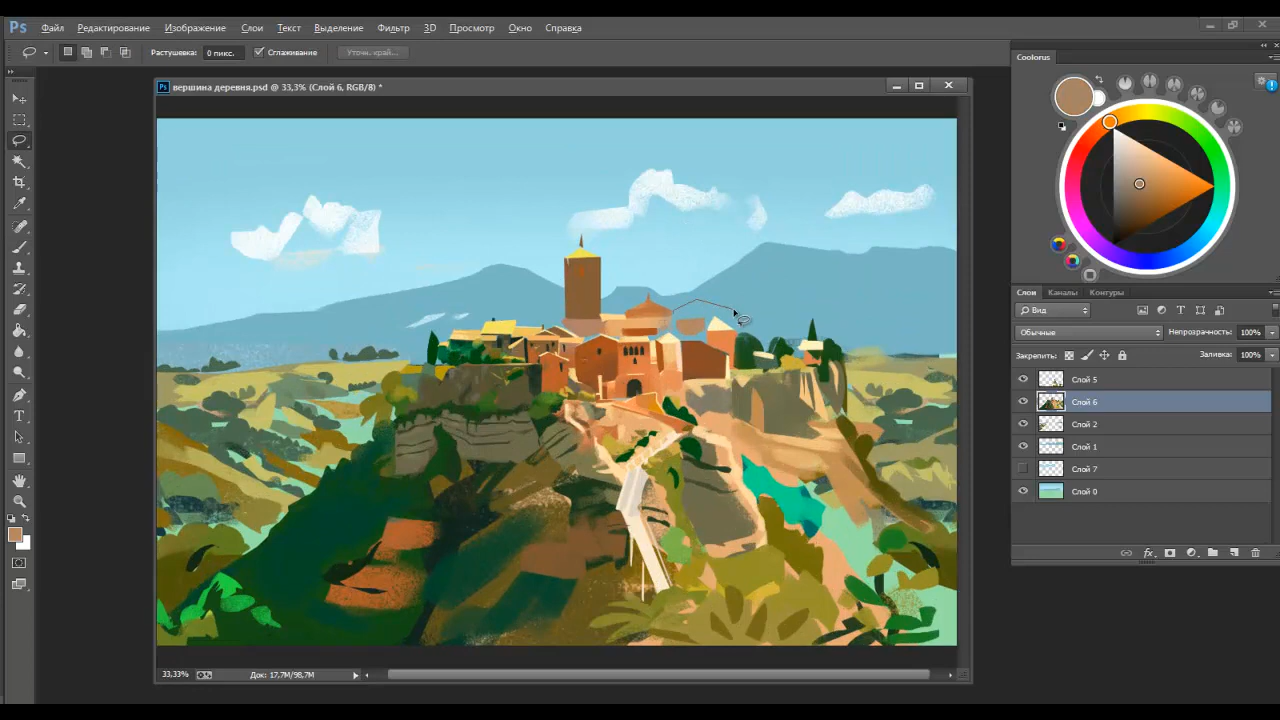 Ps Файл Редактирование Изображение Слои Текст Выделение Фильтр 3D Просмотр Окно Справка
Растушевка: 0 пикс. Сглаживание Уточн. край...
Coolorus
вершина деревня.psd @ 33,3% (Слой 6, RGB/8) *
Слои Каналы Контуры
Вид
Обычные Непрозрачность: 100%
Закрепить: Заливка: 100%
Слой 5
Слой 6
Слой 2
Слой 1
Слой 7
Слой 0
33,33% Док: 17,7M/98,7M